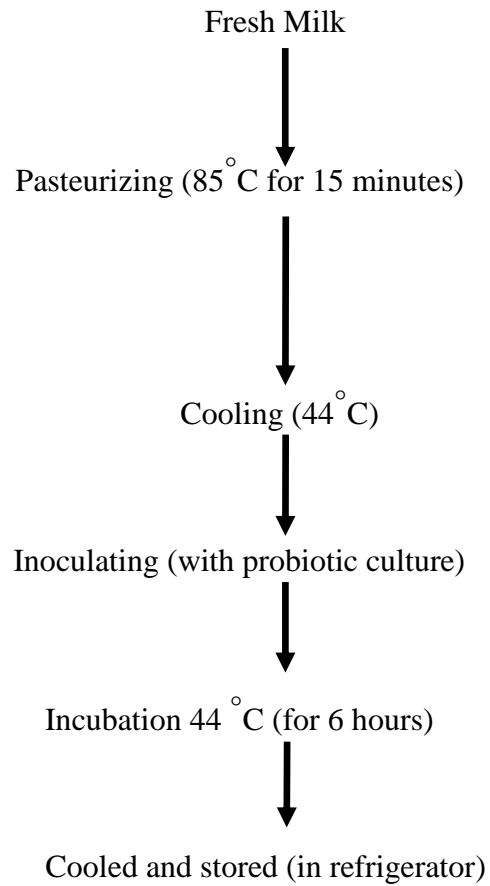 Fresh Milk
Pasteurizing (85°C for 15 minutes)
Cooling (44°C)
Inoculating (with probiotic culture)
Incubation 44 °C (for 6 hours)
Cooled and stored (in refrigerator)